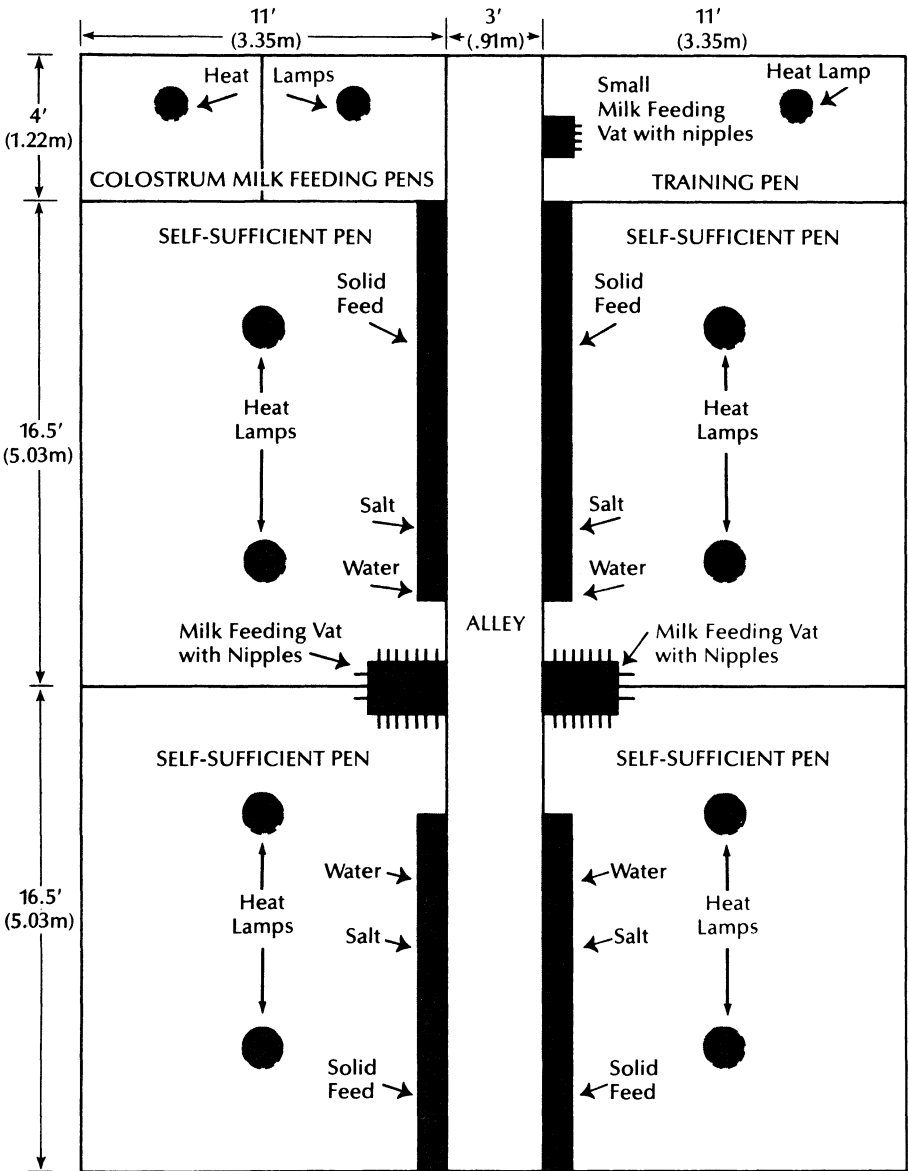 11′
(3.35m)
3′
(.91m)
11′
(3.35m)
4′
(1.22m)
Heat
Lamps
Small
Milk Feeding
Vat with nipples
Heat Lamp
COLOSTRUM MILK FEEDING PENS
TRAINING PEN
SELF-SUFFICIENT PEN
SELF-SUFFICIENT PEN
Solid
Feed
Solid
Feed
Heat
Lamps
Heat
Lamps
16.5′
(5.03m)
Salt
Salt
Water
Water
ALLEY
Milk Feeding Vat
with Nipples
Milk Feeding Vat
with Nipples
SELF-SUFFICIENT PEN
SELF-SUFFICIENT PEN
Water
Water
16.5′
(5.03m)
Heat
Lamps
Heat
Lamps
Salt
Salt
Solid
Feed
Solid
Feed